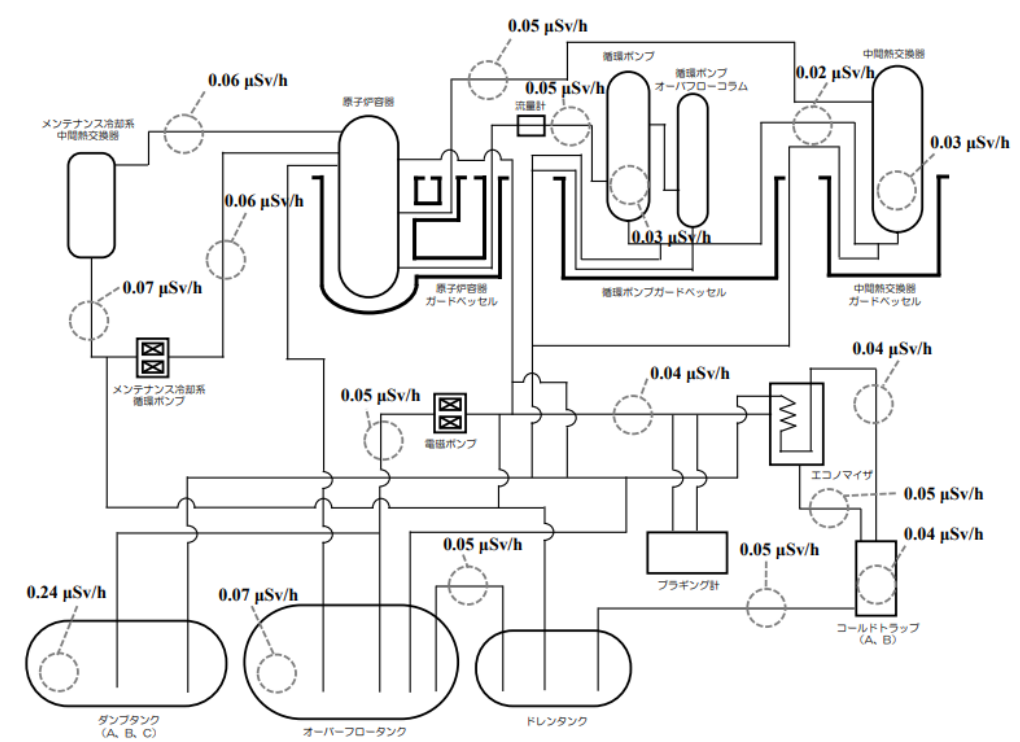 0.05 μSv/h
循環ポンプ
中間熱交換器
0.06 μSv/h
循環ポンプ
オーバフローコラム
0.02 μSv/h
0.05 μSv/h
原子炉容器
流量計
メンテナンス冷却系
中間熱交換器
0.03 μSv/h
0.06 μSv/h
0.03 μSv/h
0.07 μSv/h
原子炉容器
ガードベッセル
循環ポンプガードベッセル
中間熱交換器
ガードベッセル
0.04 μSv/h
メンテナンス冷却系
循環ポンプ
0.05 μSv/h
0.04 μSv/h
電磁ポンプ
エコノマイザ
0.05 μSv/h
0.04 μSv/h
0.05 μSv/h
0.05 μSv/h
プラギング計
0.24 μSv/h
0.07 μSv/h
コールドトラップ
(A、B)
ダンプタンク
(A、B、C)
オーバーフロータンク
ドレンタンク